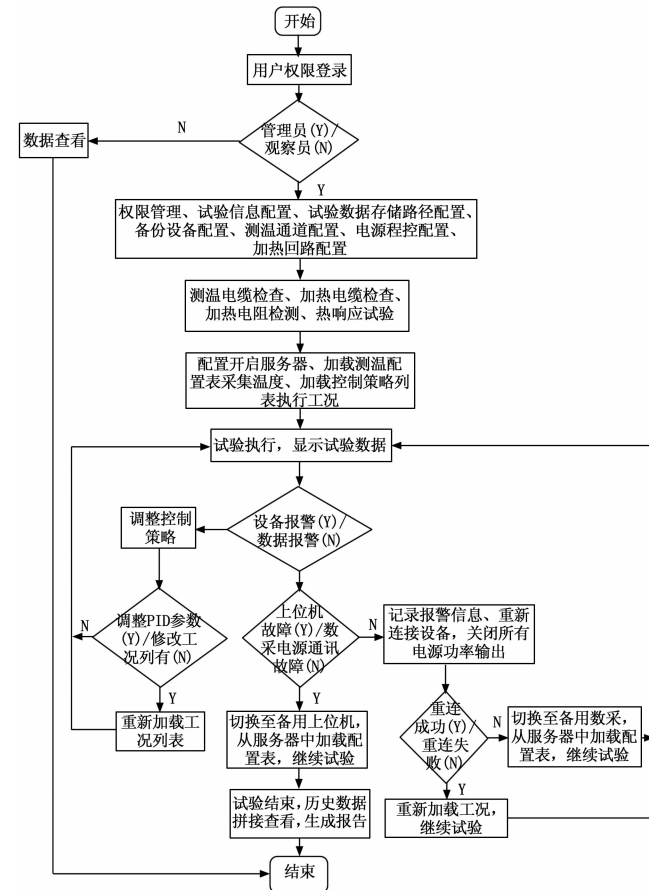 开始
用户权限登录
管理员(Y)/
观察员(N)
N
数据查看
Y
权限管理、试验信息配置、试验数据存储路径配置、
备份设备配置、测温通道配置、电源程控配置、
加热回路配置
测温电缆检查、加热电缆检查、
加热电阻检测、热响应试验
配置开启服务器、加载测温配
置表采集温度、加载控制策略列
表执行工况
试验执行，显示试验数据
设备报警(Y)/
数据报警(N)
调整控制
策略
调整PID参数
(Y)/修改工
况列有(N)
N
Y
重新加载工
况列表
上位机
故障(Y)/数
采电源通讯
故障(N)
N
Y
记录报警信息、重新
连接设备，关闭所有
电源功率输出
切换至备用上位机，
从服务器中加载配
置表，继续试验
重连
成功(Y)/
重连失
败(N)
N
切换至备用数采，
从服务器中加载配
置表，继续试验
Y
重新加载工况，
继续试验
试验结束，历史数据
拼接查看，生成报告
结束